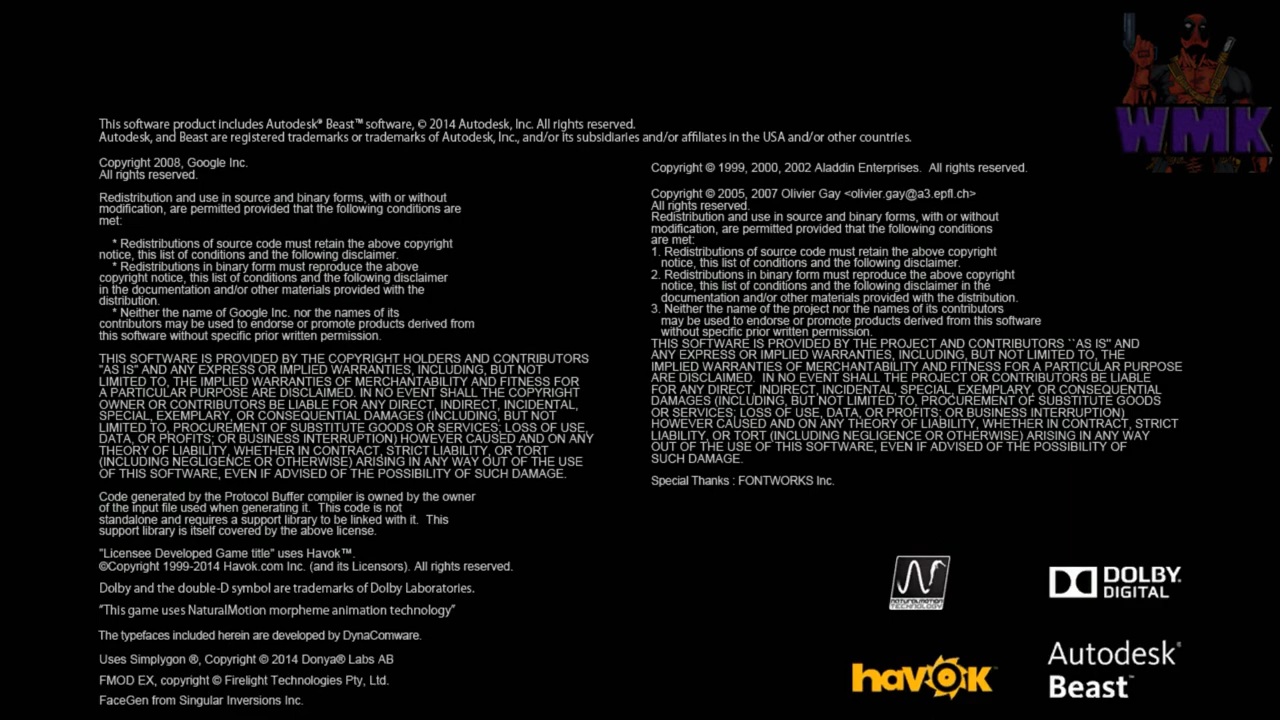 This software product includes Autodesk® Beast™ software, © 2014 Autodesk, Inc. All rights reserved.
Autodesk, and Beast are registered trademarks or trademarks of Autodesk, Inc., and/or its subsidiaries and/or affiliates in the USA and/or other countries.
Copyright 2008, Google Inc.
All rights reserved.
Redistribution and use in source and binary forms, with or without
modification, are permitted provided that the following conditions are
met:
* Redistributions of source code must retain the above copyright
notice, this list of conditions and the following disclaimer.
* Redistributions in binary form must reproduce the above
copyright notice, this list of conditions and the following disclaimer
in the documentation and/or other materials provided with the
distribution.
* Neither the name of Google Inc. nor the names of its
contributors may be used to endorse or promote products derived from
this software without specific prior written permission.
THIS SOFTWARE IS PROVIDED BY THE COPYRIGHT HOLDERS AND CONTRIBUTORS
"AS IS" AND ANY EXPRESS OR IMPLIED WARRANTIES, INCLUDING, BUT NOT
LIMITED TO, THE IMPLIED WARRANTIES OF MERCHANTABILITY AND FITNESS FOR
A PARTICULAR PURPOSE ARE DISCLAIMED. IN NO EVENT SHALL THE COPYRIGHT
OWNER OR CONTRIBUTORS BE LIABLE FOR ANY DIRECT, INDIRECT, INCIDENTAL,
SPECIAL, EXEMPLARY, OR CONSEQUENTIAL DAMAGES (INCLUDING, BUT NOT
LIMITED TO, PROCUREMENT OF SUBSTITUTE GOODS OR SERVICES; LOSS OF USE,
DATA, OR PROFITS; OR BUSINESS INTERRUPTION) HOWEVER CAUSED AND ON ANY
THEORY OF LIABILITY, WHETHER IN CONTRACT, STRICT LIABILITY, OR TORT
(INCLUDING NEGLIGENCE OR OTHERWISE) ARISING IN ANY WAY OUT OF THE USE
OF THIS SOFTWARE, EVEN IF ADVISED OF THE POSSIBILITY OF SUCH DAMAGE.
Code generated by the Protocol Buffer compiler is owned by the owner
of the input file used when generating it. This code is not
standalone and requires a support library to be linked with it. This
support library is itself covered by the above license.
"Licensee Developed Game title" uses Havok™.
©Copyright 1999-2014 Havok.com Inc. (and its Licensors). All rights reserved.
Dolby and the double-D symbol are trademarks of Dolby Laboratories.
"This game uses NaturalMotion morpheme animation technology"
The typefaces included herein are developed by DynaComware.
Uses Simplygon ®, Copyright © 2014 Donya® Labs AB
FMOD EX, copyright © Firelight Technologies Pty, Ltd.
FaceGen from Singular Inversions Inc.
Copyright © 1999, 2000, 2002 Aladdin Enterprises. All rights reserved.
Copyright © 2005, 2007 Olivier Gay <olivier.gay@a3.epfl.ch>
All rights reserved.
Redistribution and use in source and binary forms, with or without
modification, are permitted provided that the following conditions
are met:
1. Redistributions of source code must retain the above copyright
notice, this list of conditions and the following disclaimer.
2. Redistributions in binary form must reproduce the above copyright
notice, this list of conditions and the following disclaimer in the
documentation and/or other materials provided with the distribution.
3. Neither the name of the project nor the names of its contributors
may be used to endorse or promote products derived from this software
without specific prior written permission.
THIS SOFTWARE IS PROVIDED BY THE PROJECT AND CONTRIBUTORS ``AS IS'' AND
ANY EXPRESS OR IMPLIED WARRANTIES, INCLUDING, BUT NOT LIMITED TO, THE
IMPLIED WARRANTIES OF MERCHANTABILITY AND FITNESS FOR A PARTICULAR PURPOSE
ARE DISCLAIMED. IN NO EVENT SHALL THE PROJECT OR CONTRIBUTORS BE LIABLE
FOR ANY DIRECT, INDIRECT, INCIDENTAL, SPECIAL, EXEMPLARY, OR CONSEQUENTIAL
DAMAGES (INCLUDING, BUT NOT LIMITED TO, PROCUREMENT OF SUBSTITUTE GOODS
OR SERVICES; LOSS OF USE, DATA, OR PROFITS; OR BUSINESS INTERRUPTION)
HOWEVER CAUSED AND ON ANY THEORY OF LIABILITY, WHETHER IN CONTRACT, STRICT
LIABILITY, OR TORT (INCLUDING NEGLIGENCE OR OTHERWISE) ARISING IN ANY WAY
OUT OF THE USE OF THIS SOFTWARE, EVEN IF ADVISED OF THE POSSIBILITY OF
SUCH DAMAGE.
Special Thanks : FONTWORKS Inc.
WMK
NATURALMOTION
TECHNOLOGY
DOLBY
DIGITAL
havok™
Autodesk®
Beast™